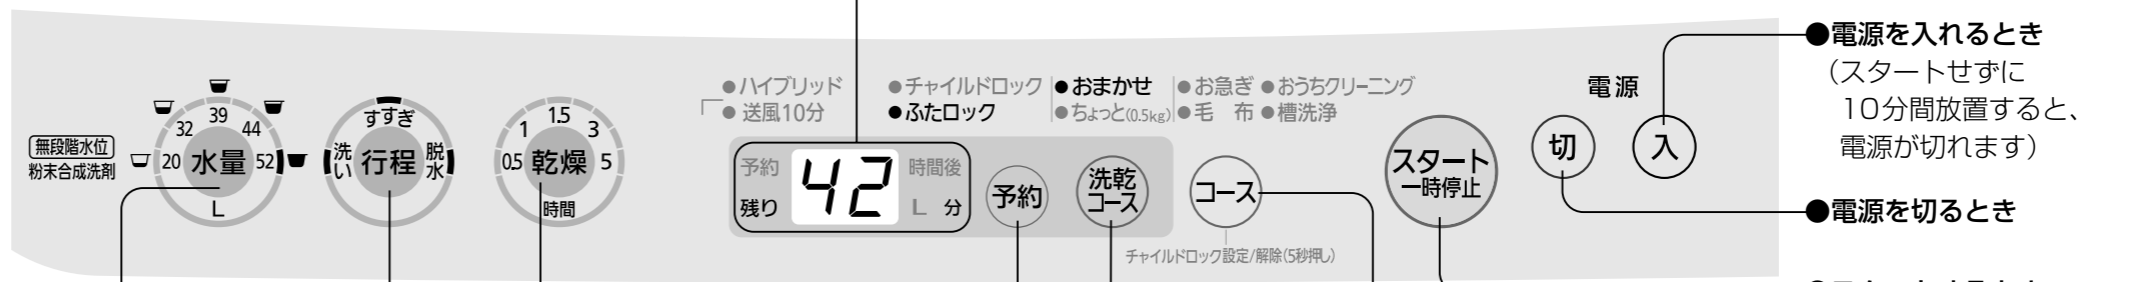 ●ハイブリッド
●送風10分
●チャイルドロック
●ふたロック
●おまかせ
●ちょっと(0.5kg)
●お急ぎ ●おうちクリーニング
●毛 布 ●槽洗浄
無段階水位
粉末合成洗剤
20
32
39
44
52
水量
L
洗い
すすぎ
脱水
行程
0.5
1
1.5
3
5
乾燥
時間
予約
残り
42
時間後
L 分
予約
洗乾
コース
コース
チャイルドロック設定/解除(5秒押し)
スタート
一時停止
電源
切
入
●電源を入れるとき
(スタートせずに
10分間放置すると、
電源が切れます)
●電源を切るとき